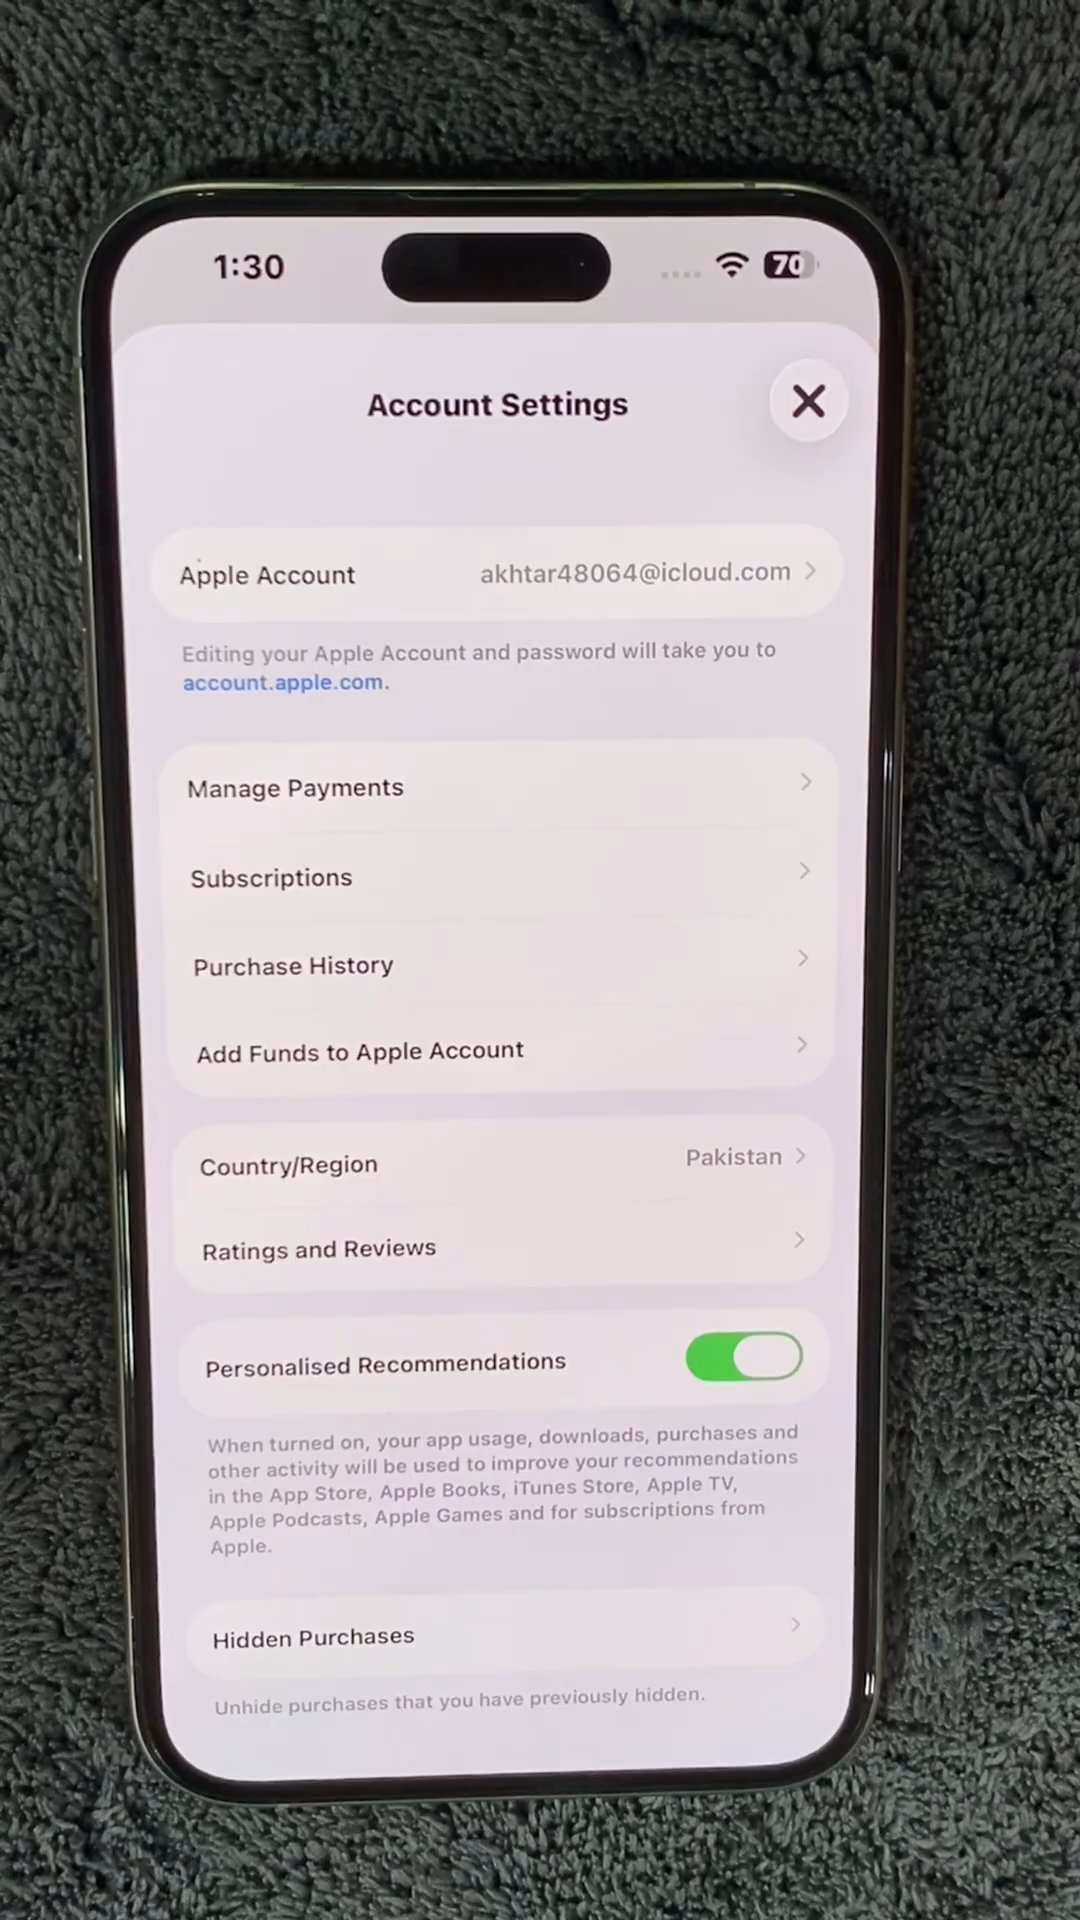 1:30
70
Account Settings
Apple Account akhtar48064@icloud.com
Editing your Apple Account and password will take you to
account.apple.com.
Manage Payments
Subscriptions
Purchase History
Add Funds to Apple Account
Country/Region Pakistan
Ratings and Reviews
Personalised Recommendations
When turned on, your app usage, downloads, purchases and
other activity will be used to improve your recommendations
in the App Store, Apple Books, iTunes Store, Apple TV,
Apple Podcasts, Apple Games and for subscriptions from
Apple.
Hidden Purchases
Unhide purchases that you have previously hidden.